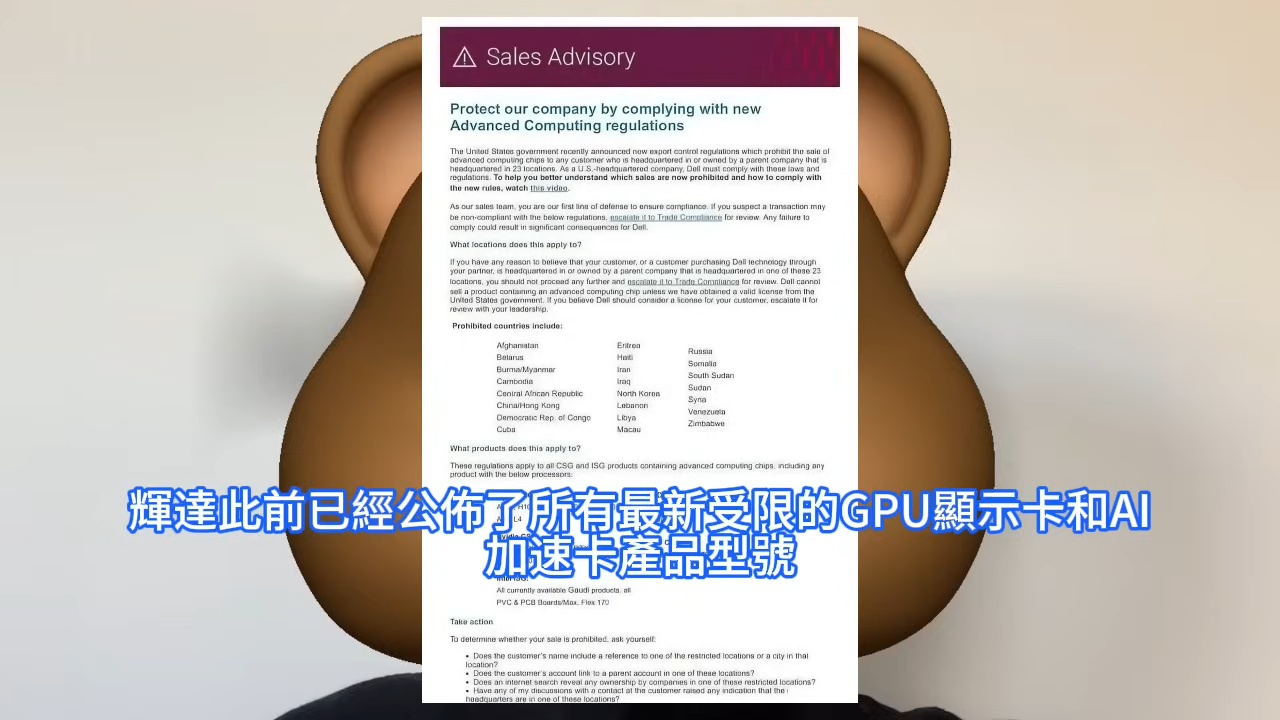 Sales Advisory
Protect our company by complying with new
Advanced Computing regulations
The United States government recently announced new export control regulations which prohibit the sale of
advanced computing chips to any customer who is headquartered in or owned by a parent company that is
headquartered in 23 locations. As a U.S.-headquartered company, Dell must comply with these laws and
regulations. To help you better understand which sales are now prohibited and how to comply with
the new rules, watch this video.
As our sales team, you are our first line of defense to ensure compliance. If you suspect a transaction may
be non-compliant with the below regulations, escalate it to Trade Compliance for review. Any failure to
comply could result in significant consequences for Dell.
What locations does this apply to?
If you have any reason to believe that your customer, or a customer purchasing Dell technology through
your partner, is headquartered in or owned by a parent company that is headquartered in one of these 23
locations, you should not proceed any further and escalate it to Trade Compliance for review. Dell cannot
sell a product containing an advanced computing chip unless we have obtained a valid license from the
United States government. If you believe Dell should consider a license for your customer, escalate it for
review with your leadership.
Prohibited countries include:
Afghanistan
Belarus
Burma/Myanmar
Cambodia
Central African Republic
China/Hong Kong
Democratic Rep. of Congo
Cuba
Eritrea
Haiti
Iran
Iraq
North Korea
Lebanon
Libya
Macau
Russia
Somalia
South Sudan
Sudan
Syria
Venezuela
Zimbabwe
What products does this apply to?
These regulations apply to all CSG and ISG products containing advanced computing chips, including any
product with the below processors:
輝達此前已經公佈了所有最新受限的GPU顯示卡和AI
加速卡產品型號
L4
All currently available Gaudi products, all
PVC & PCB Boards/Max, Flex 170
Take action
To determine whether your sale is prohibited, ask yourself:
• Does the customer's name include a reference to one of the restricted locations or a city in that
location?
• Does the customer's account link to a parent account in one of these locations?
• Does an internet search reveal any ownership by companies in one of these restricted locations?
• Have any of my discussions with a contact at the customer raised any indication that the
headquarters are in one of these locations?